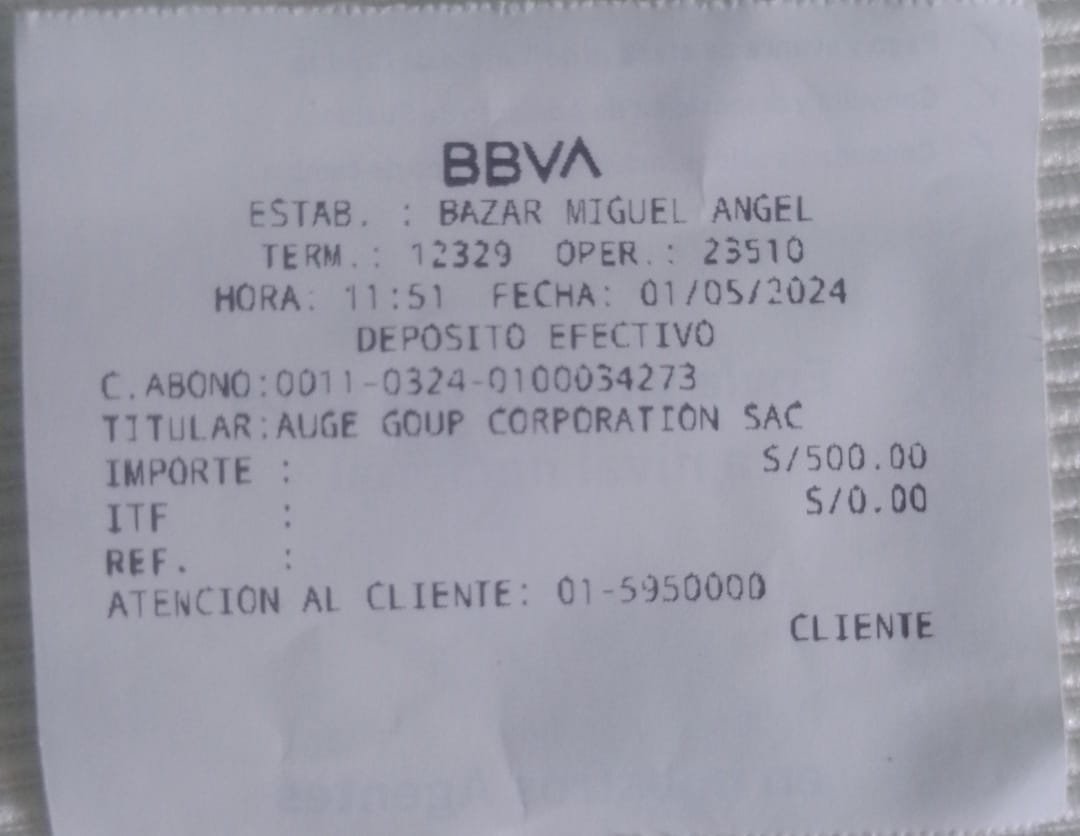 BBVA
ESTAB. : BAZAR MIGUEL ANGEL
TERM.: 12329 OPER.: 23510
HORA: 11:51 FECHA: 01/05/2024
DEPOSITO EFECTIVO
C.ABONO:0011-0324-0100034273
TITULAR:AUGE GOUP CORPORATION SAC
IMPORTE : S/500.00
ITF : S/0.00
REF. :
ATENCION AL CLIENTE: 01-5950000
CLIENTE